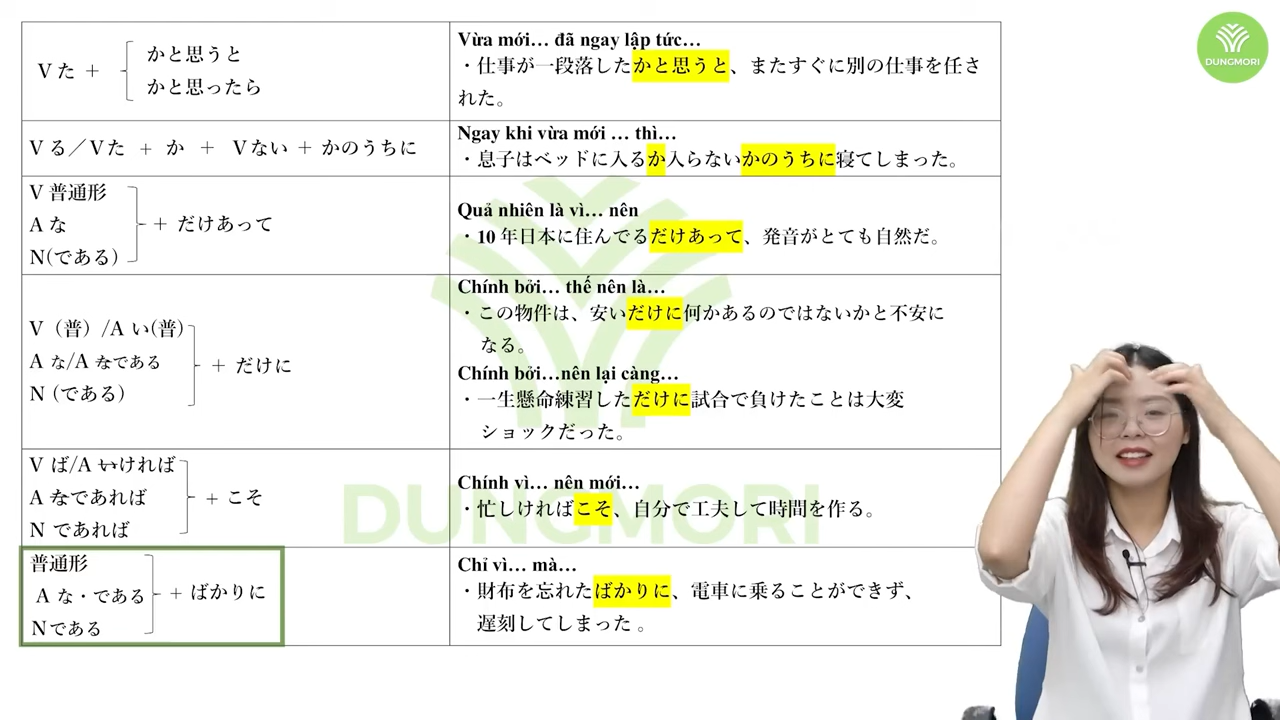 Vた + かと思うと
かと思ったら
Vừa mới… đã ngay lập tức…
・仕事が一段落したかと思うと、またすぐに別の仕事を任さ
れた。
Vる／Vた + か + Vない + かのうちに
Ngay khi vừa mới … thì…
・息子はベッドに入るか入らないかのうちに寝てしまった。
V 普通形
A な
N(である)
+ だけあって
Quả nhiên là vì… nên
・10 年日本に住んでるだけあって、発音がとても自然だ。
V（普）/A い(普)
A な/A なである
N (である)
+ だけに
Chính bởi… thế nên là…
・この物件は、安いだけに何かあるのではないかと不安に
なる。
Chính bởi…nên lại càng…
・一生懸命練習しただけに試合で負けたことは大変
ショックだった。
V ば/A いければ
A なであれば
N であれば
+ こそ
Chính vì… nên mới…
・忙しければこそ、自分で工夫して時間を作る。
普通形
A な・である
Nである
+ ばかりに
Chỉ vì… mà…
・財布を忘れたばかりに、電車に乗ることができず、
遅刻してしまった 。
DUNGMORI
DUNGMORI